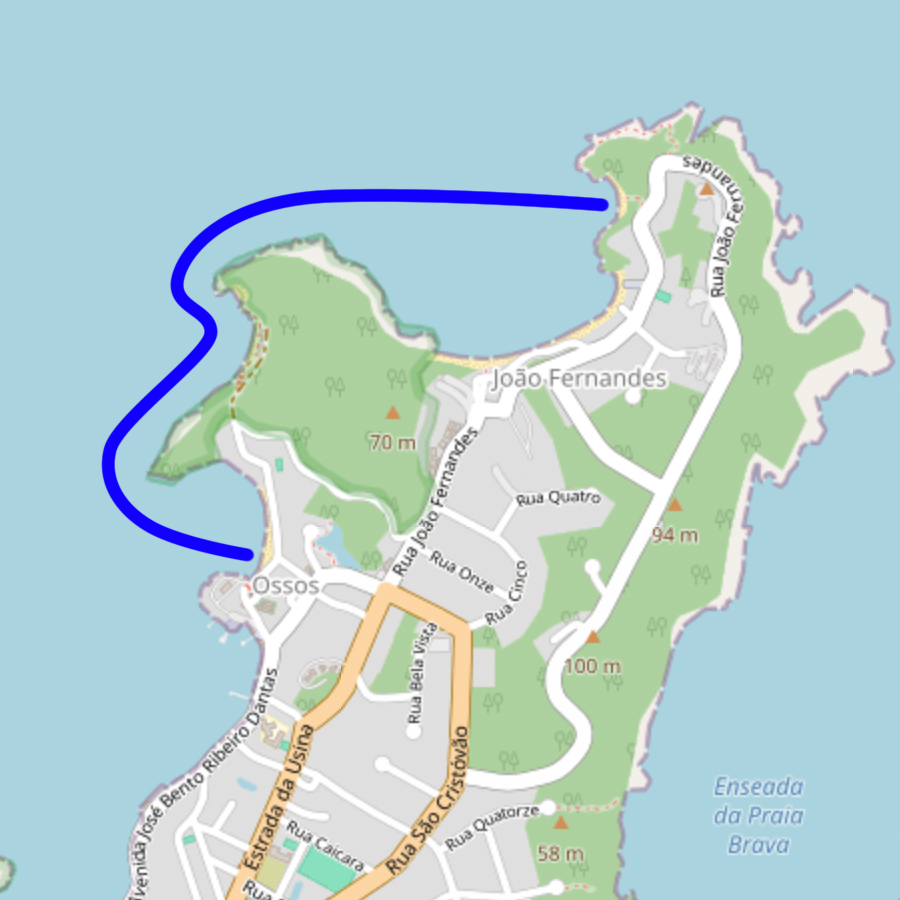 João Fernandes
Rua João Fernandes
João Fernandes
70 m
Rua João Fernandes
Rua Quatro
94 m
Rua Onze
Rua Cinco
Ossos
100 m
Rua Bela Vista
Avenida José Bento Ribeiro Dantas
Estrada da Usina
Rua São Cristóvão
Enseada
da Praia
Brava
Rua Quatorze
58 m
Rua Caiçara
Rua